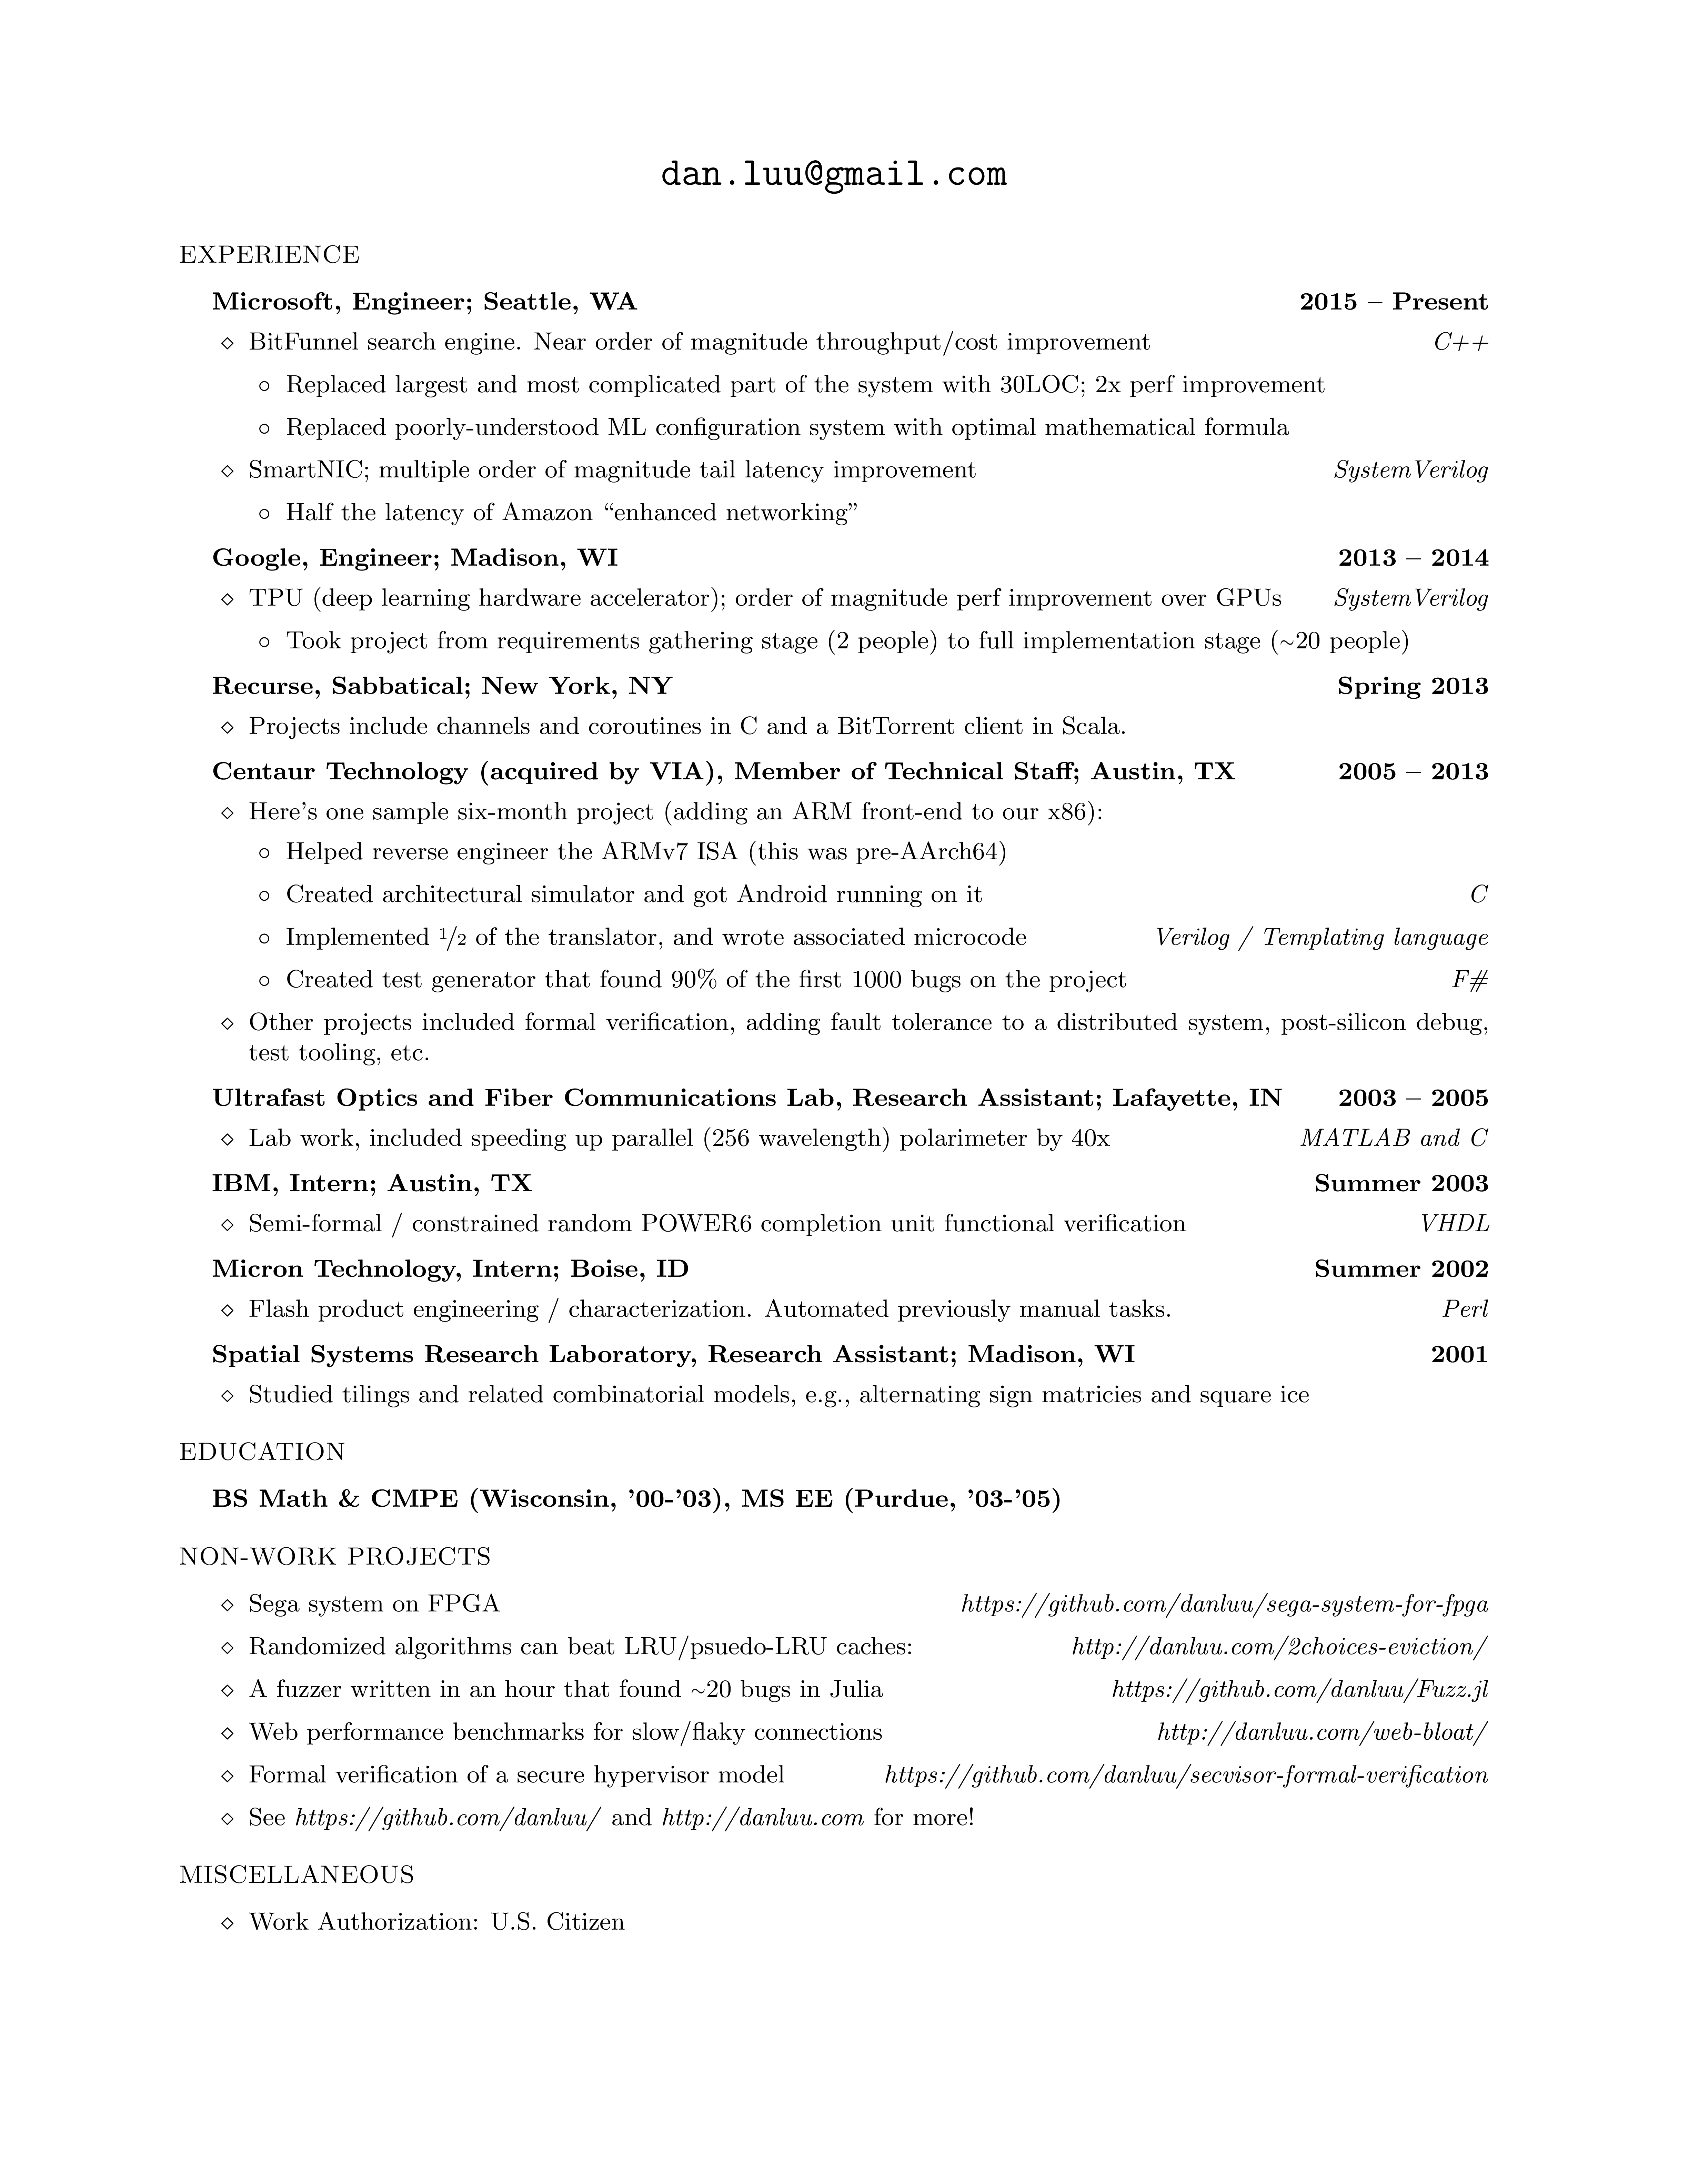 dan.luu@gmail.com
EXPERIENCE
Microsoft, Engineer; Seattle, WA 2015 – Present
⋄ BitFunnel search engine. Near order of magnitude throughput/cost improvement C++
◦ Replaced largest and most complicated part of the system with 30LOC; 2x perf improvement
◦ Replaced poorly-understood ML configuration system with optimal mathematical formula
⋄ SmartNIC; multiple order of magnitude tail latency improvement SystemVerilog
◦ Half the latency of Amazon “enhanced networking”
Google, Engineer; Madison, WI 2013 – 2014
⋄ TPU (deep learning hardware accelerator); order of magnitude perf improvement over GPUs SystemVerilog
◦ Took project from requirements gathering stage (2 people) to full implementation stage (~20 people)
Recurse, Sabbatical; New York, NY Spring 2013
⋄ Projects include channels and coroutines in C and a BitTorrent client in Scala.
Centaur Technology (acquired by VIA), Member of Technical Staff; Austin, TX 2005 – 2013
⋄ Here’s one sample six-month project (adding an ARM front-end to our x86):
◦ Helped reverse engineer the ARMv7 ISA (this was pre-AArch64)
◦ Created architectural simulator and got Android running on it C
◦ Implemented 1/2 of the translator, and wrote associated microcode Verilog / Templating language
◦ Created test generator that found 90% of the first 1000 bugs on the project F#
⋄ Other projects included formal verification, adding fault tolerance to a distributed system, post-silicon debug,
test tooling, etc.
Ultrafast Optics and Fiber Communications Lab, Research Assistant; Lafayette, IN 2003 – 2005
⋄ Lab work, included speeding up parallel (256 wavelength) polarimeter by 40x MATLAB and C
IBM, Intern; Austin, TX Summer 2003
⋄ Semi-formal / constrained random POWER6 completion unit functional verification VHDL
Micron Technology, Intern; Boise, ID Summer 2002
⋄ Flash product engineering / characterization. Automated previously manual tasks. Perl
Spatial Systems Research Laboratory, Research Assistant; Madison, WI 2001
⋄ Studied tilings and related combinatorial models, e.g., alternating sign matricies and square ice
EDUCATION
BS Math & CMPE (Wisconsin, ’00-’03), MS EE (Purdue, ’03-’05)
NON-WORK PROJECTS
⋄ Sega system on FPGA https://github.com/danluu/sega-system-for-fpga
⋄ Randomized algorithms can beat LRU/psuedo-LRU caches: http://danluu.com/2choices-eviction/
⋄ A fuzzer written in an hour that found ~20 bugs in Julia https://github.com/danluu/Fuzz.jl
⋄ Web performance benchmarks for slow/flaky connections http://danluu.com/web-bloat/
⋄ Formal verification of a secure hypervisor model https://github.com/danluu/secvisor-formal-verification
⋄ See https://github.com/danluu/ and http://danluu.com for more!
MISCELLANEOUS
⋄ Work Authorization: U.S. Citizen